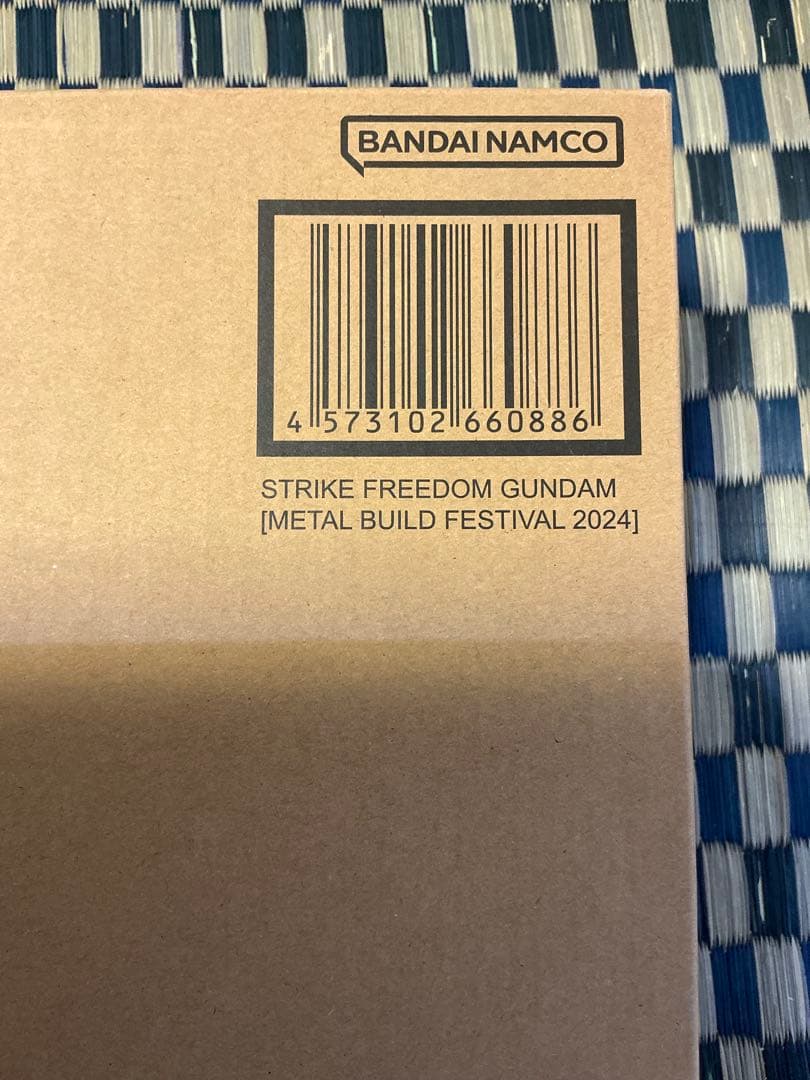 BANDAI NAMCO
4 573102 660886
STRIKE FREEDOM GUNDAM
[METAL BUILD FESTIVAL 2024]